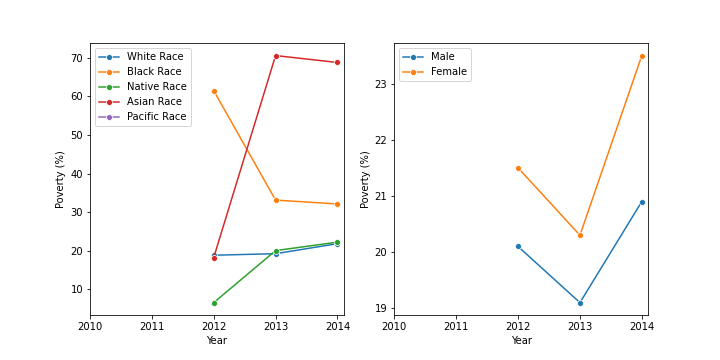 White Race
Black Race
Native Race
Asian Race
Pacific Race
70
60
50
40
30
20
10
Poverty (%)
2010 2011 2012 2013 2014
Year
Male
Female
23
22
21
20
19
Poverty (%)
2010 2011 2012 2013 2014
Year